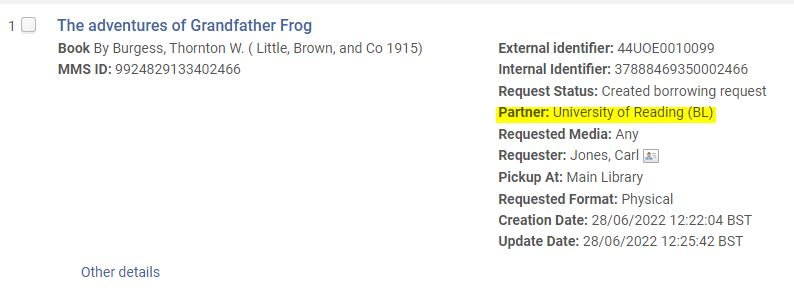 1 The adventures of Grandfather Frog
Book By Burgess, Thornton W. ( Little, Brown, and Co 1915)
MMS ID: 9924829133402466
External identifier: 44UOE0010099
Internal Identifier: 37888469350002466
Request Status: Created borrowing request
Partner: University of Reading (BL)
Requested Media: Any
Requester: Jones, Carl
Pickup At: Main Library
Requested Format: Physical
Creation Date: 28/06/2022 12:22:04 BST
Update Date: 28/06/2022 12:25:42 BST
Other details